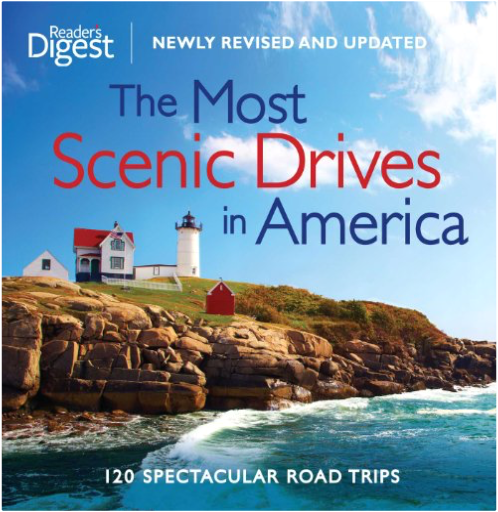 Reader's
Digest
NEWLY REVISED AND UPDATED
The Most
Scenic Drives
in America
120 SPECTACULAR ROAD TRIPS